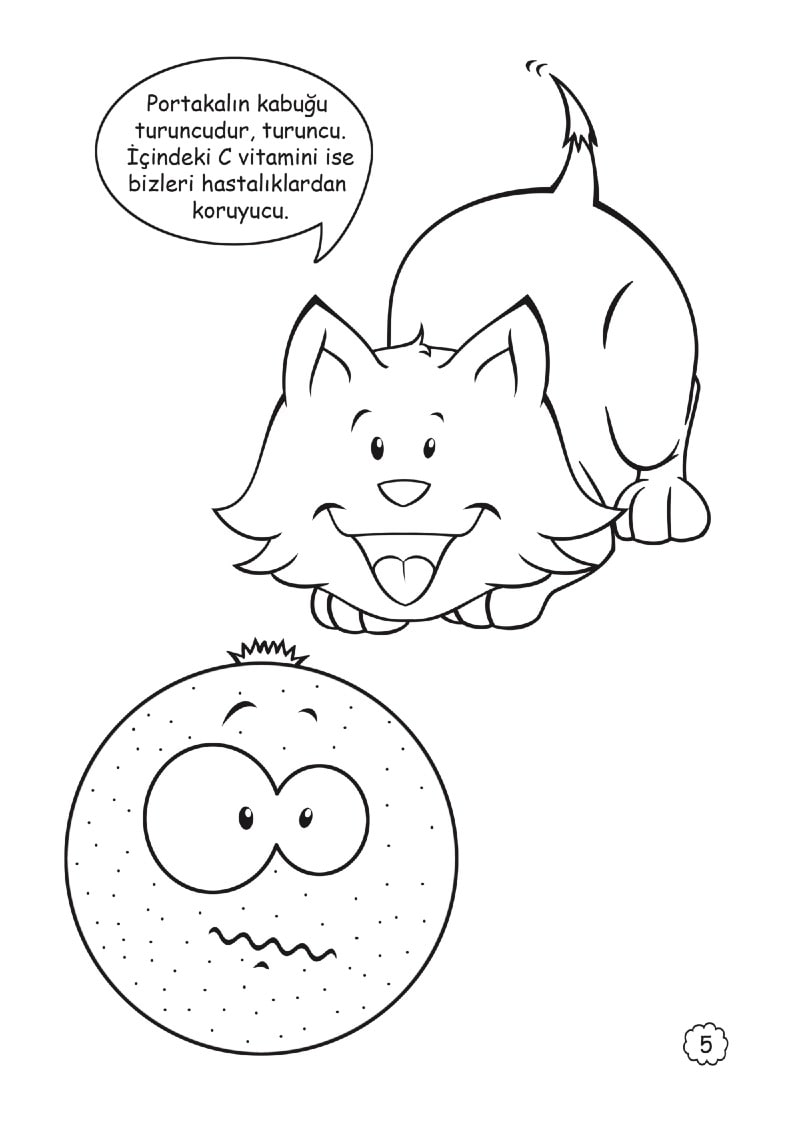 Portakalın kabuğu
turuncudur, turuncu.
İçindeki C vitamini ise
bizleri hastalıklardan
koruyucu.
5